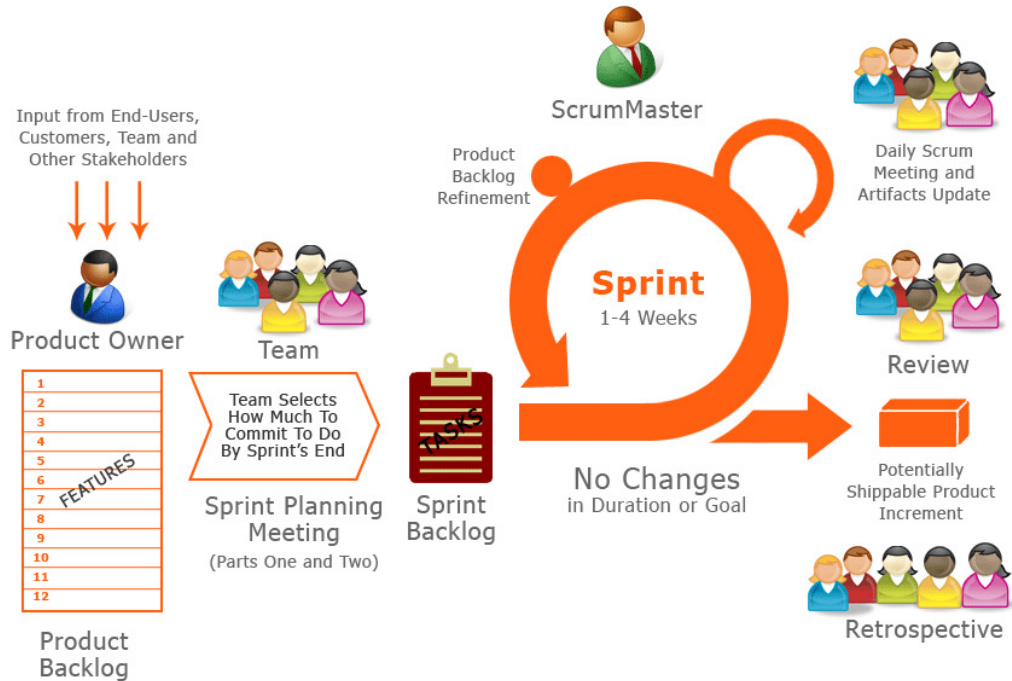 Input from End-Users,
Customers, Team and
Other Stakeholders
Product Owner
1
2
3
4
5
6
7
8
9
10
11
12
FEATURES
Product
Backlog
Team
Team Selects
How Much To
Commit To Do
By Sprint's End
Sprint Planning
Meeting
(Parts One and Two)
TASKS
Sprint
Backlog
ScrumMaster
Product
Backlog
Refinement
Sprint
1-4 Weeks
No Changes
in Duration or Goal
Daily Scrum
Meeting and
Artifacts Update
Review
Potentially
Shippable Product
Increment
Retrospective